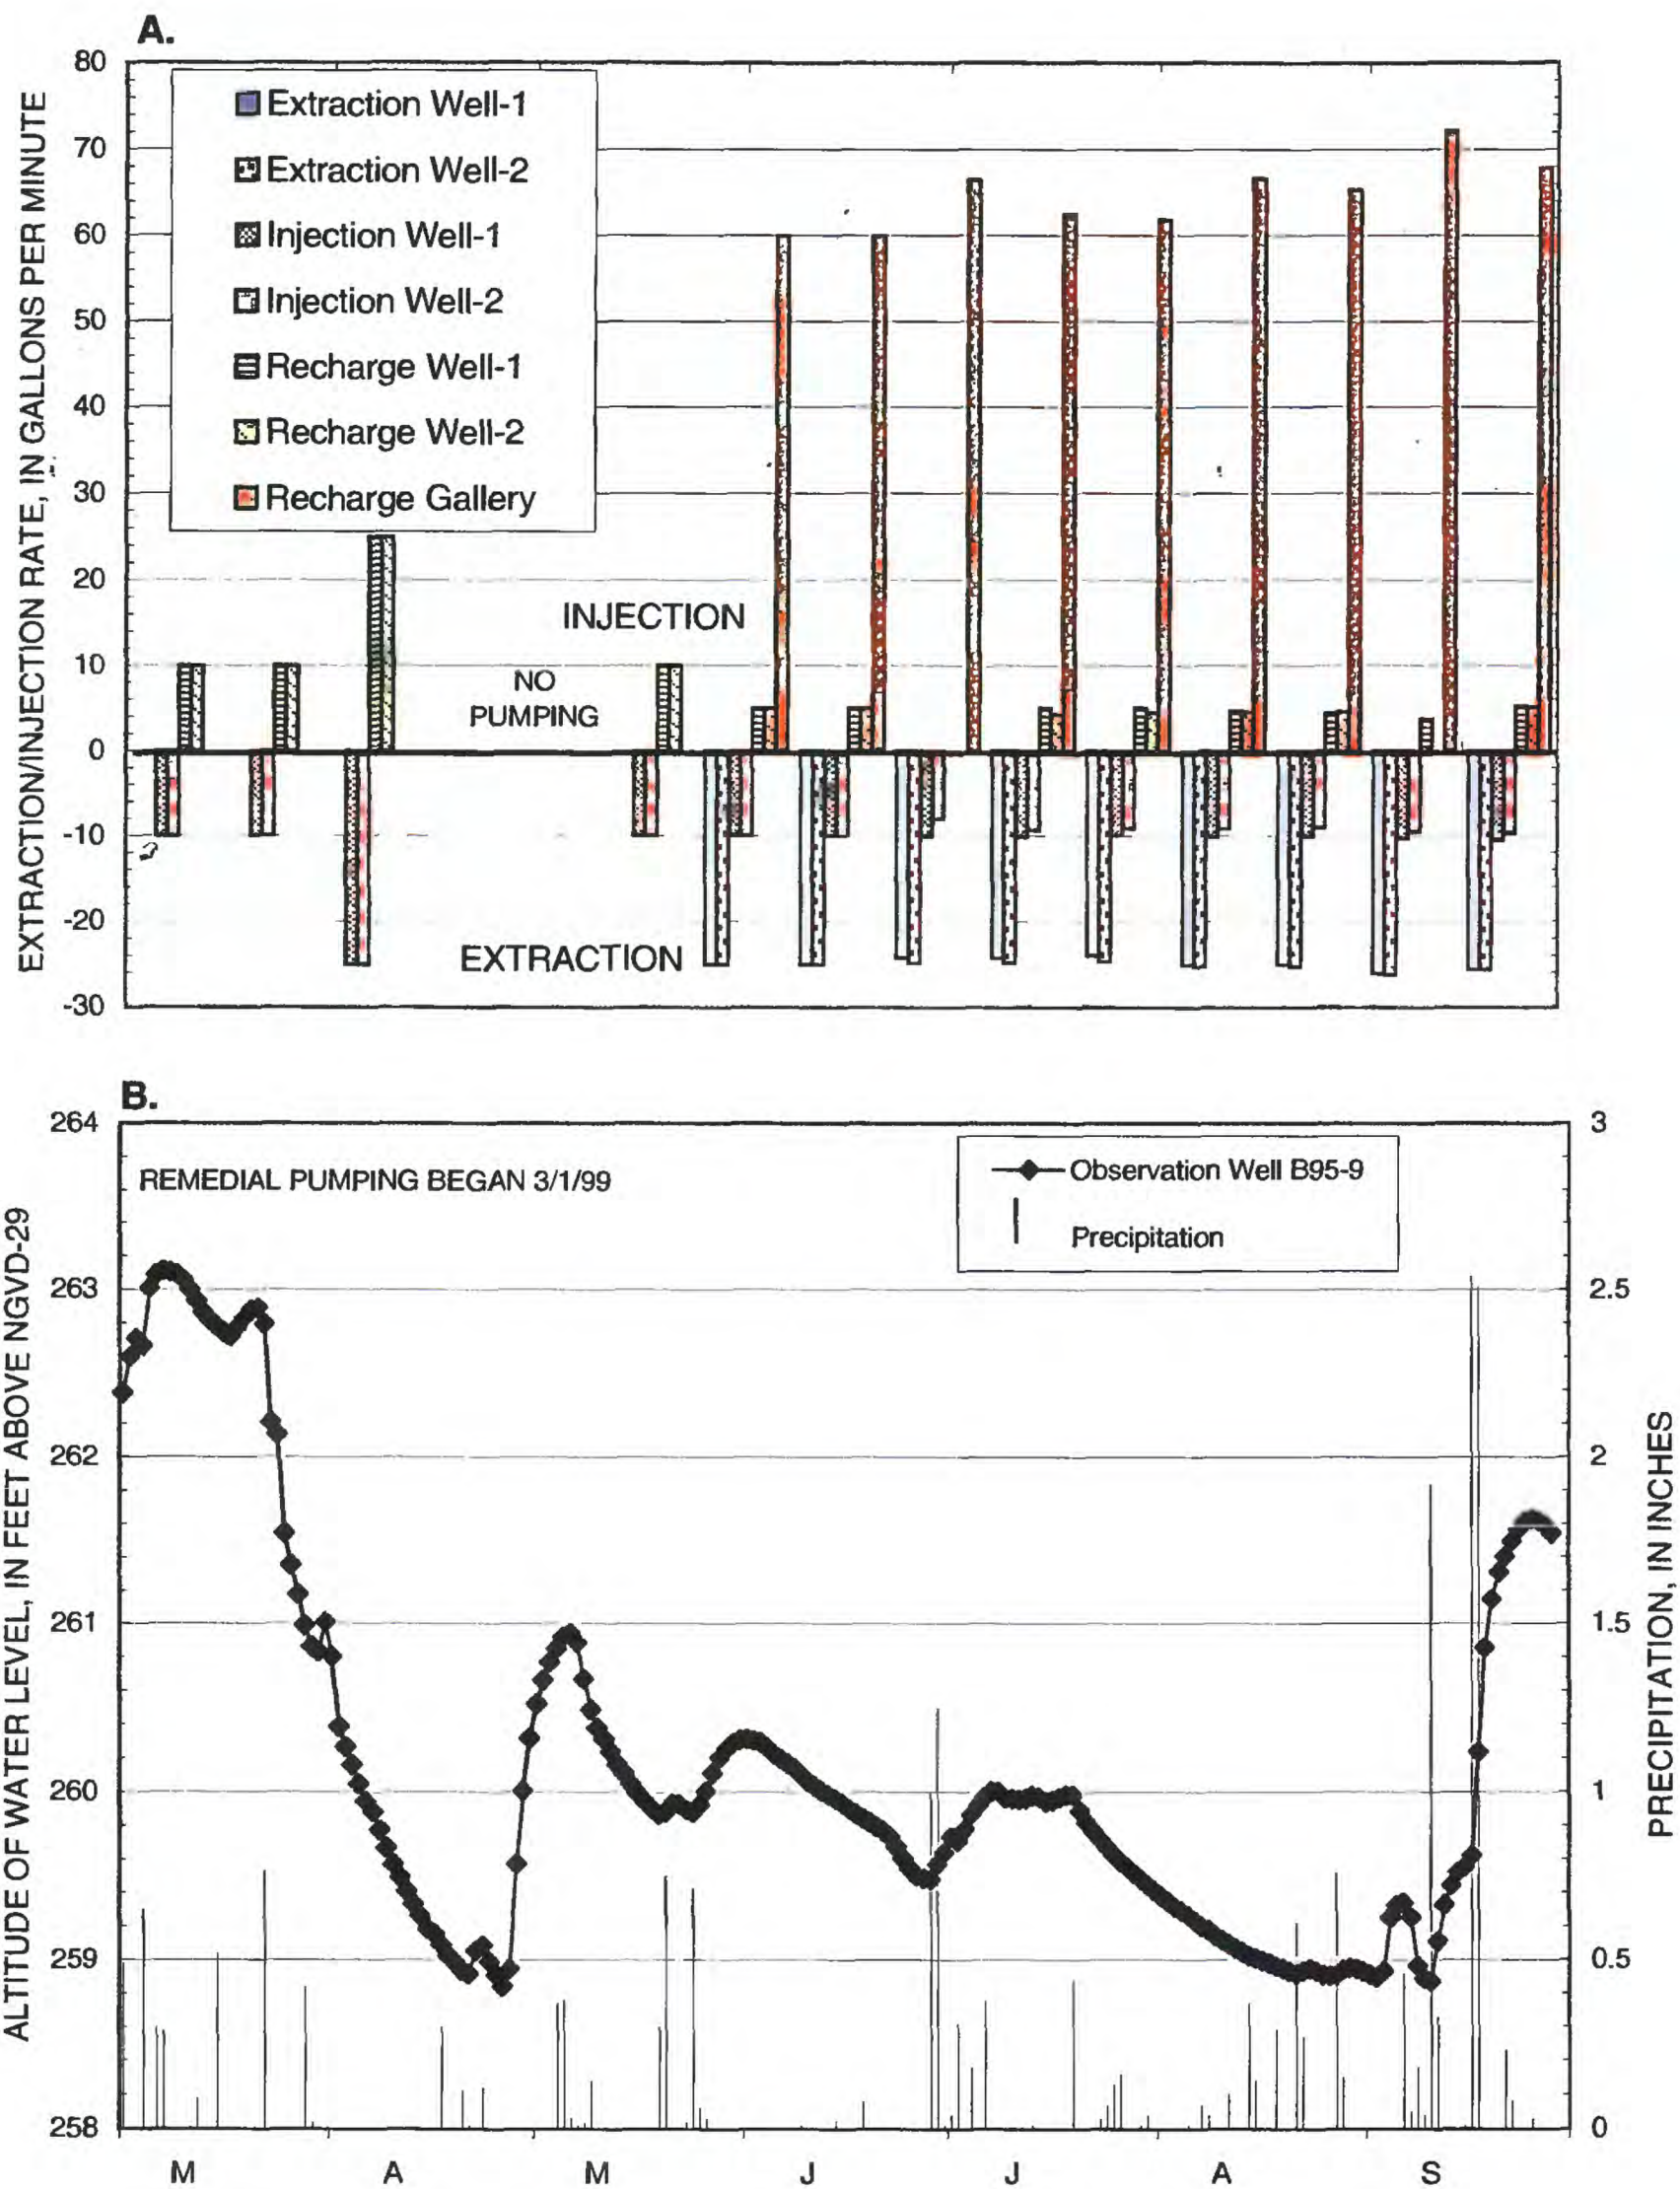 A.
EXTRACTION/INJECTION RATE, IN GALLONS PER MINUTE
80
70
60
50
40
30
20
10
0
-10
-20
-30
Extraction Well-1
Extraction Well-2
Injection Well-1
Injection Well-2
Recharge Well-1
Recharge Well-2
Recharge Gallery
INJECTION
NO
PUMPING
EXTRACTION
B.
ALTITUDE OF WATER LEVEL, IN FEET ABOVE NGVD-29
264
263
262
261
260
259
258
REMEDIAL PUMPING BEGAN 3/1/99
Observation Well B95-9
Precipitation
3
2.5
2
1.5
1
0.5
0
PRECIPITATION, IN INCHES
M A M J J A S